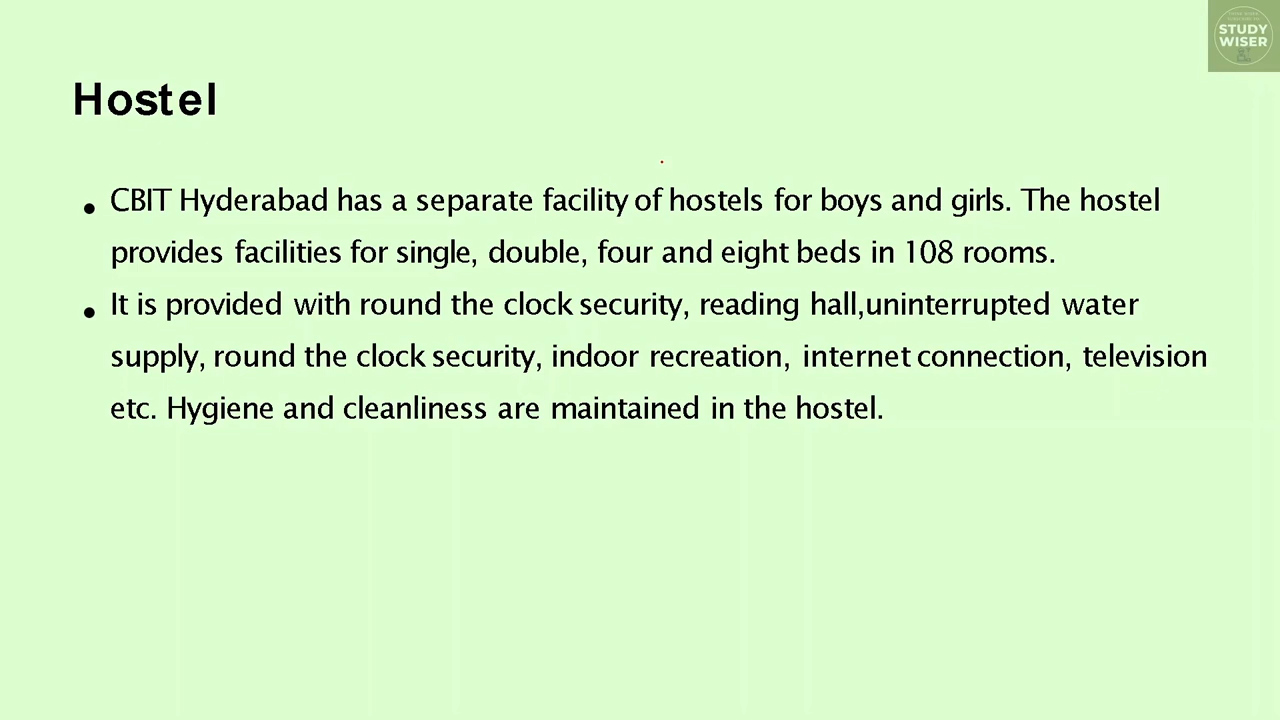 STUDY
WISER
Hostel
• CBIT Hyderabad has a separate facility of hostels for boys and girls. The hostel
provides facilities for single, double, four and eight beds in 108 rooms.
• It is provided with round the clock security, reading hall,uninterrupted water
supply, round the clock security, indoor recreation, internet connection, television
etc. Hygiene and cleanliness are maintained in the hostel.